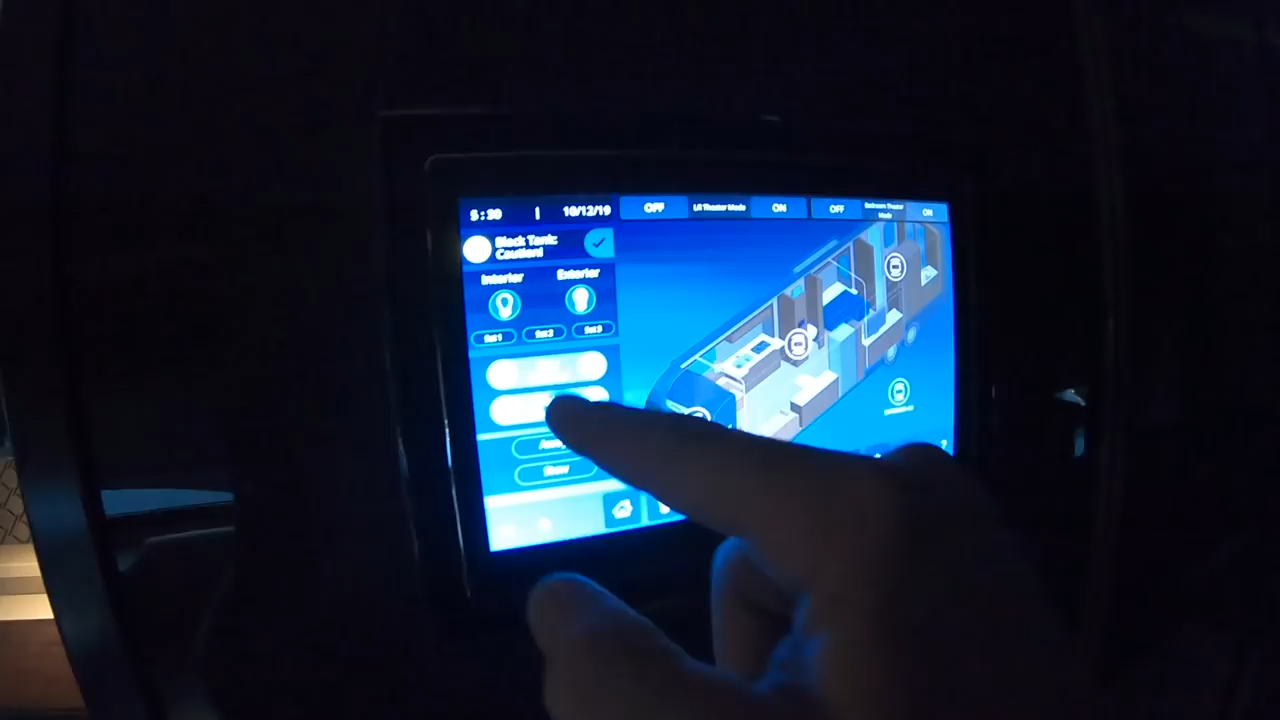 5:30 | 10/12/19
OFF LR Theater Mode ON
OFF Bedroom Theater Mode ON
Black Tank:
Caution!
Interior Exterior
Set 1 Set 2 Set 3
Away
Show